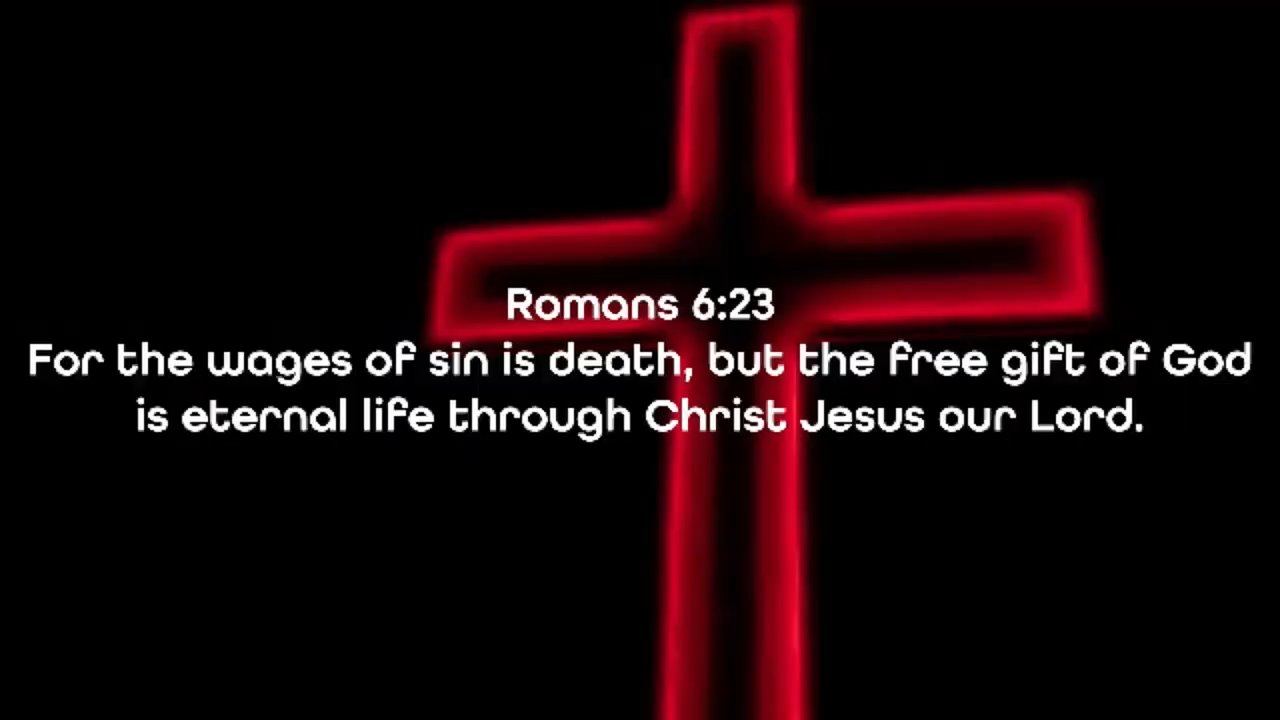 Romans 6:23
For the wages of sin is death, but the free gift of God
is eternal life through Christ Jesus our Lord.